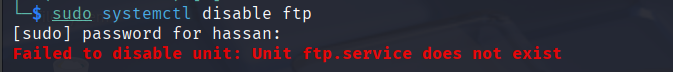 └─$ sudo systemctl disable ftp
[sudo] password for hassan:
Failed to disable unit: Unit ftp.service does not exist